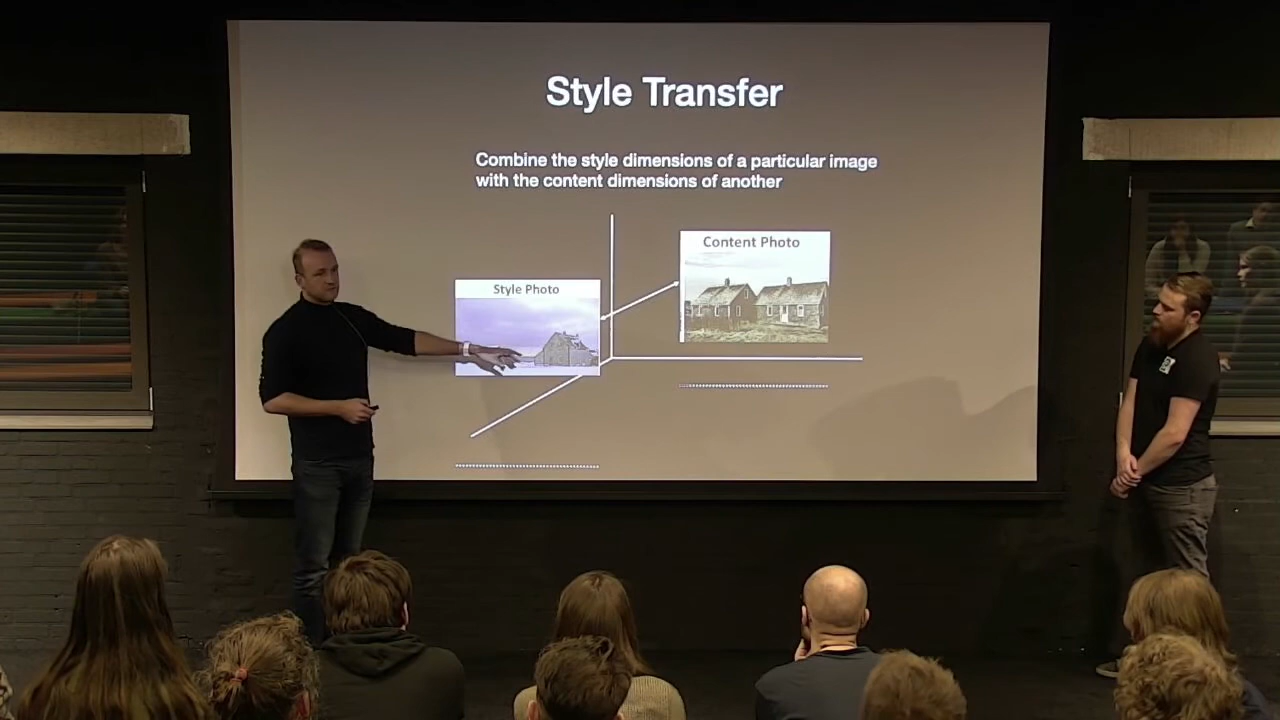 Style Transfer
Combine the style dimensions of a particular image
with the content dimensions of another
Content Photo
Style Photo